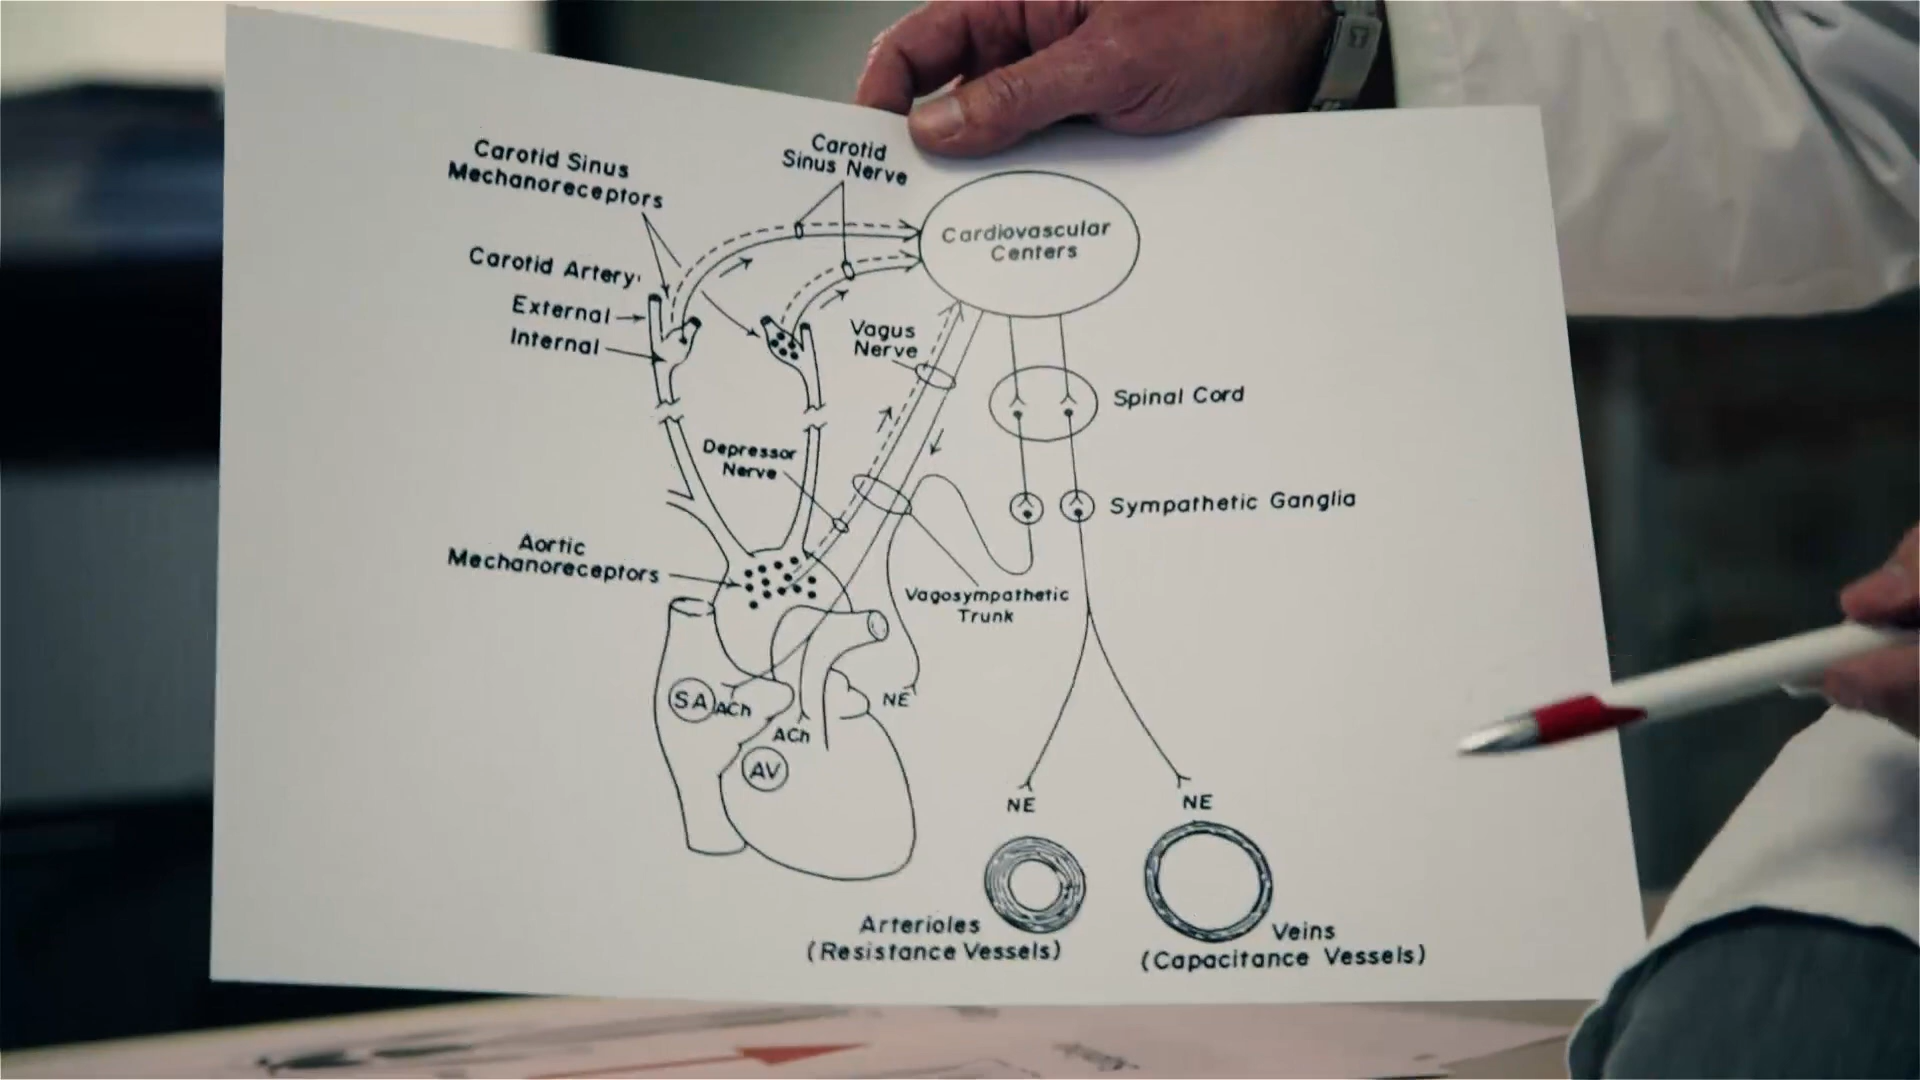 Carotid Sinus
Mechanoreceptors
Carotid
Sinus Nerve
Cardiovascular
Centers
Carotid Artery
External
Internal
Vagus
Nerve
Spinal Cord
Depressor
Nerve
Sympathetic Ganglia
Aortic
Mechanoreceptors
Vagosympathetic
Trunk
SA
ACh
NE
ACh
AV
NE
NE
Arterioles
(Resistance Vessels)
Veins
(Capacitance Vessels)